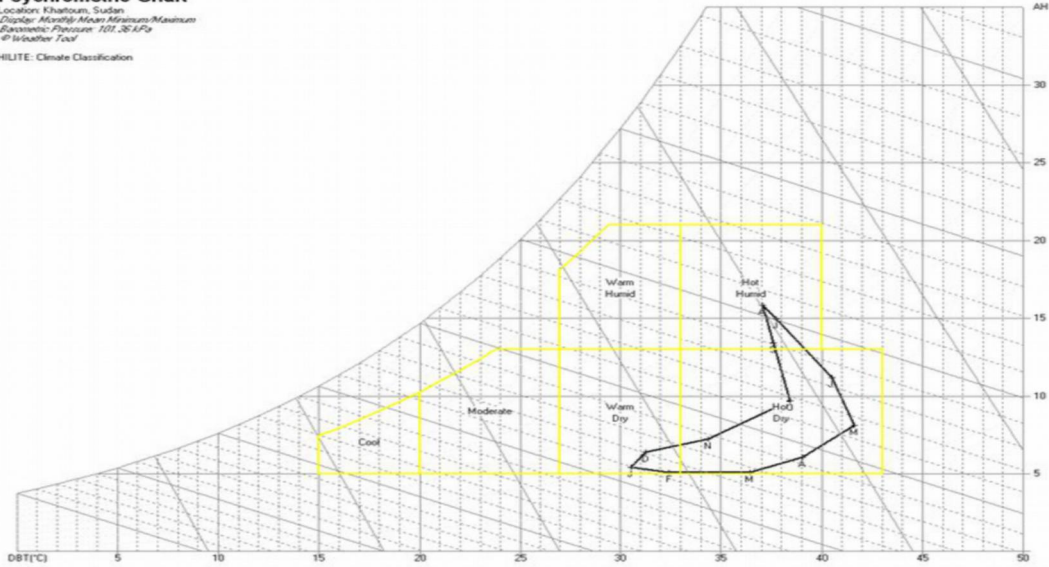 Psychrometric Chart
Location: Khartoum, Sudan
Display: Monthly Mean Minimum/Maximum
Barometric Pressure: 101.36 kPa
© Weather Tool
HILITE: Climate Classification
AH
30
25
20
15
10
5
Warm
Humid
Hot
Humid
Cool
Moderate
Warm
Dry
Hot
Dry
A
J
S
J
O
M
N
A
D
J
F
M
DBT(°C)
5
10
15
20
25
30
35
40
45
50